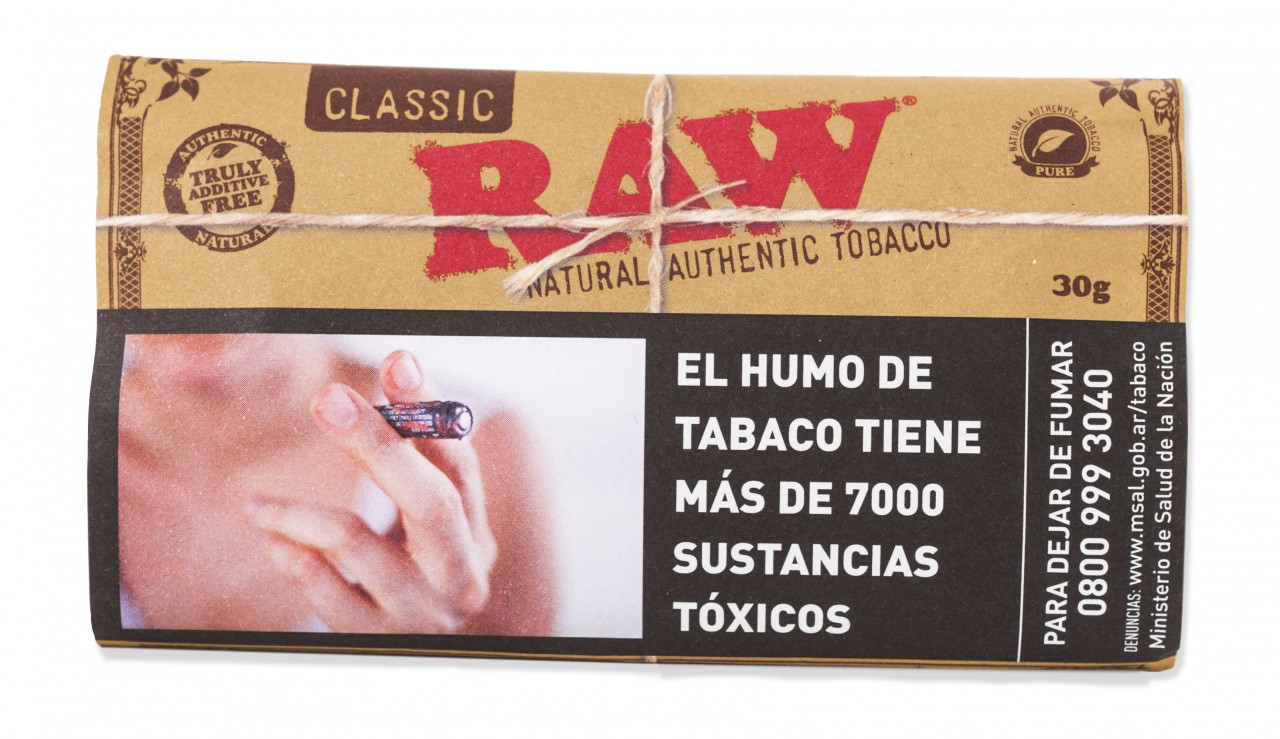 CLASSIC
RAW®
NATURAL AUTHENTIC TOBACCO
AUTHENTIC
TRULY
ADDITIVE
FREE
NATURAL
NATURAL AUTHENTIC TOBACCO
PURE
30g
EL HUMO DE
TABACO TIENE
MÁS DE 7000
SUSTANCIAS
TÓXICOS
PARA DEJAR DE FUMAR
0800 999 3040
DENUNCIAS: www.msal.gob.ar/tabaco
Ministerio de Salud de la Nación